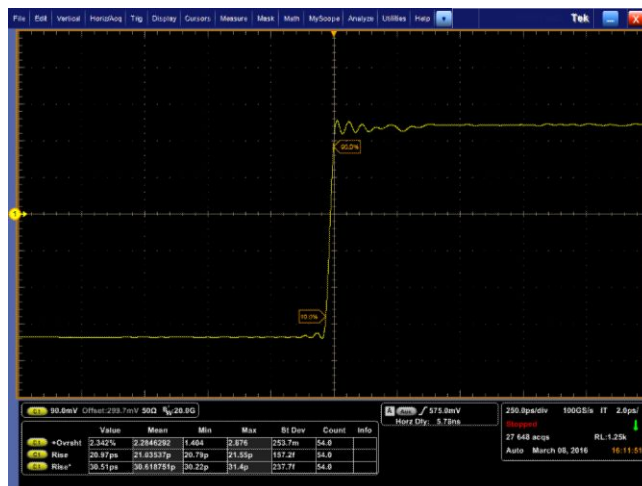 File Edit Vertical Horiz/Acq Trig Display Cursors Measure Mask Math MyScope Analyze Utilities Help Tek X
90.0%
1
10.0%
C1 90.0mV Offset:299.7mV 50Ω BW:20.0G
A Aux 575.0mV
Horz Dly: 5.78ns
250.0ps/div 100GS/s IT 2.0ps/
Stopped
27 648 acqs RL:1.25k
Auto March 08, 2016 16:11:51
Value Mean Min Max St Dev Count Info
C1 +Ovrsht 2.342% 2.2846292 1.404 2.876 253.7m 54.0
C1 Rise 20.97ps 21.03537p 20.79p 21.55p 157.2f 54.0
C1 Rise* 30.51ps 30.618751p 30.22p 31.4p 237.7f 54.0